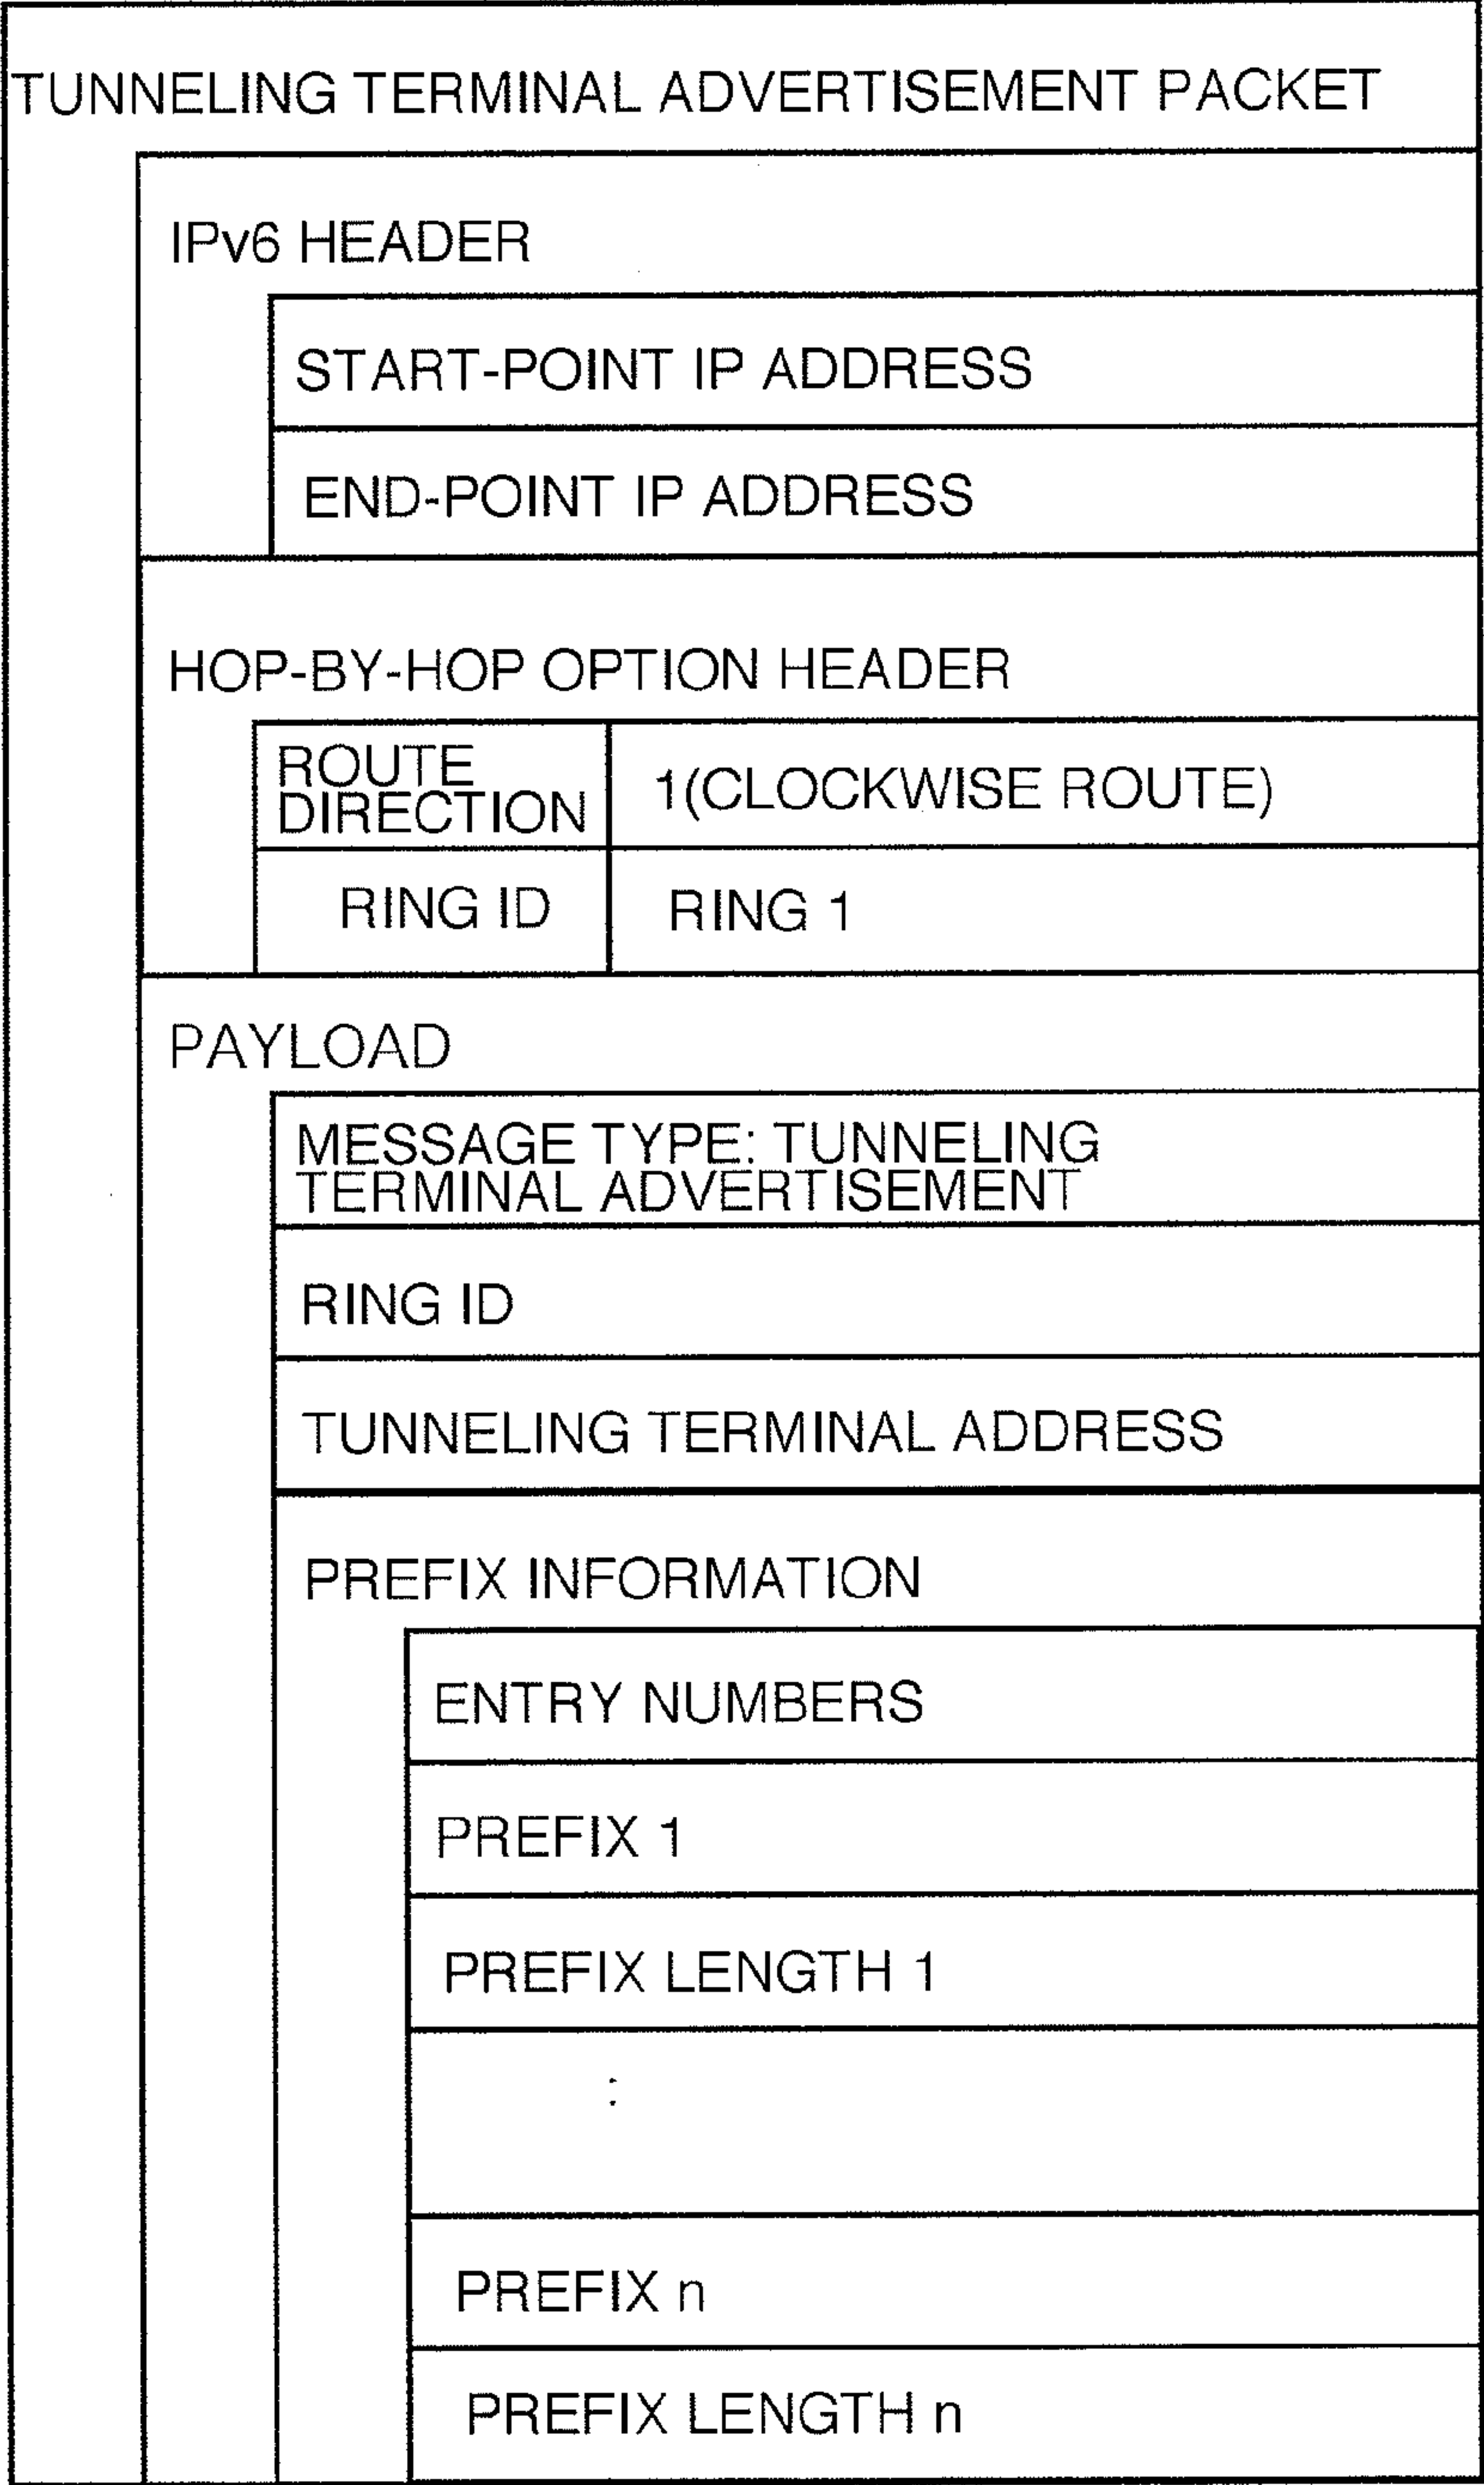 TUNNELING TERMINAL ADVERTISEMENT PACKET
IPv6 HEADER
START-POINT IP ADDRESS
END-POINT IP ADDRESS
HOP-BY-HOP OPTION HEADER
ROUTE
DIRECTION
1(CLOCKWISE ROUTE)
RING ID
RING 1
PAYLOAD
MESSAGE TYPE: TUNNELING
TERMINAL ADVERTISEMENT
RING ID
TUNNELING TERMINAL ADDRESS
PREFIX INFORMATION
ENTRY NUMBERS
PREFIX 1
PREFIX LENGTH 1
:
PREFIX n
PREFIX LENGTH n